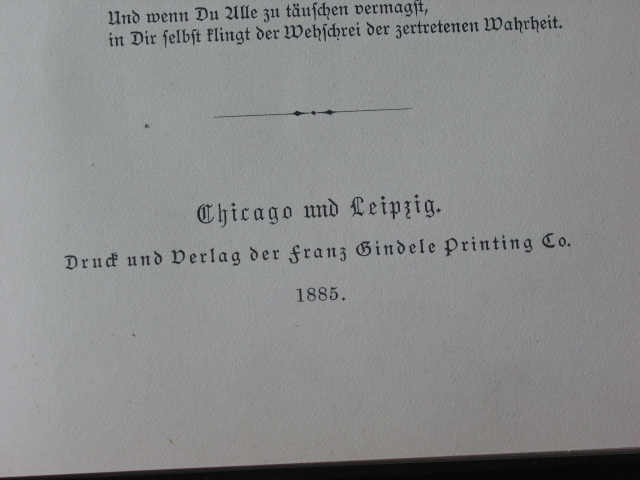 Und wenn Du Alle zu täuschen vermagst,
in Dir selbst klingt der Wehschrei der zertretenen Wahrheit.
Chicago und Leipzig.
Druck und Verlag der Franz Gindele Printing Co.
1885.